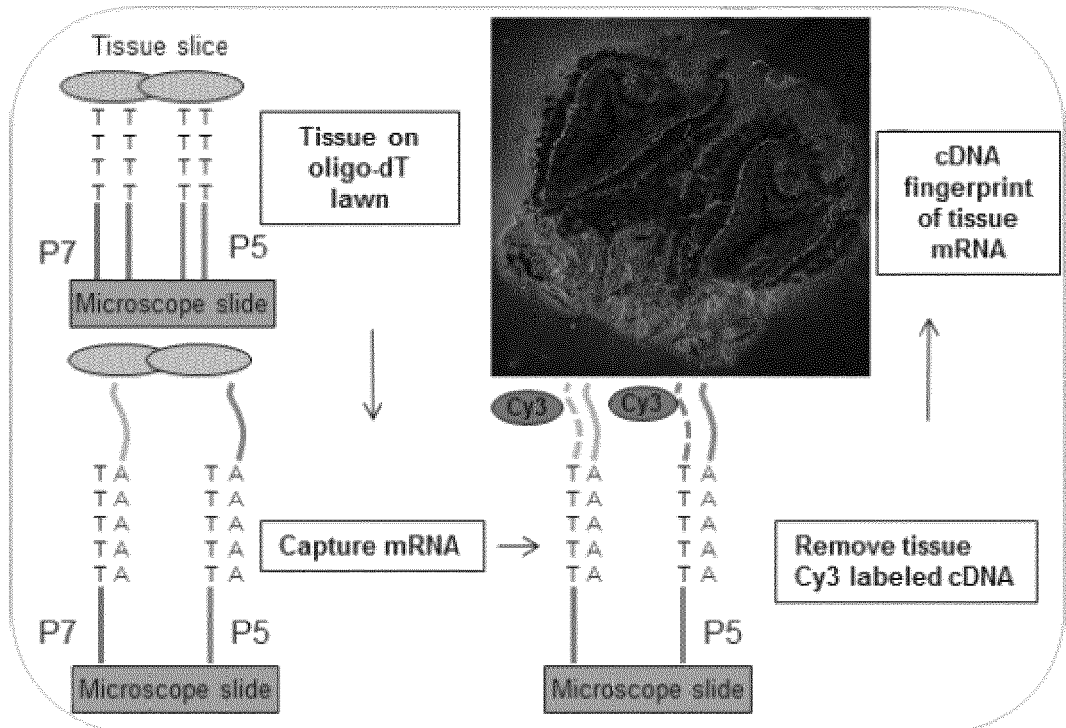 Tissue slice
T T T T
T T T T
T T T T
T T T T
P7 P5
Microscope slide
Tissue on
oligo-dT
lawn
T A T A
T A T A
T A T A
T A T A
T A T A
P7 P5
Microscope slide
Capture mRNA
Cy3 Cy3
T A T A
T A T A
T A T A
T A T A
T A T A
P5
Microscope slide
Remove tissue
Cy3 labeled cDNA
cDNA
fingerprint
of tissue
mRNA